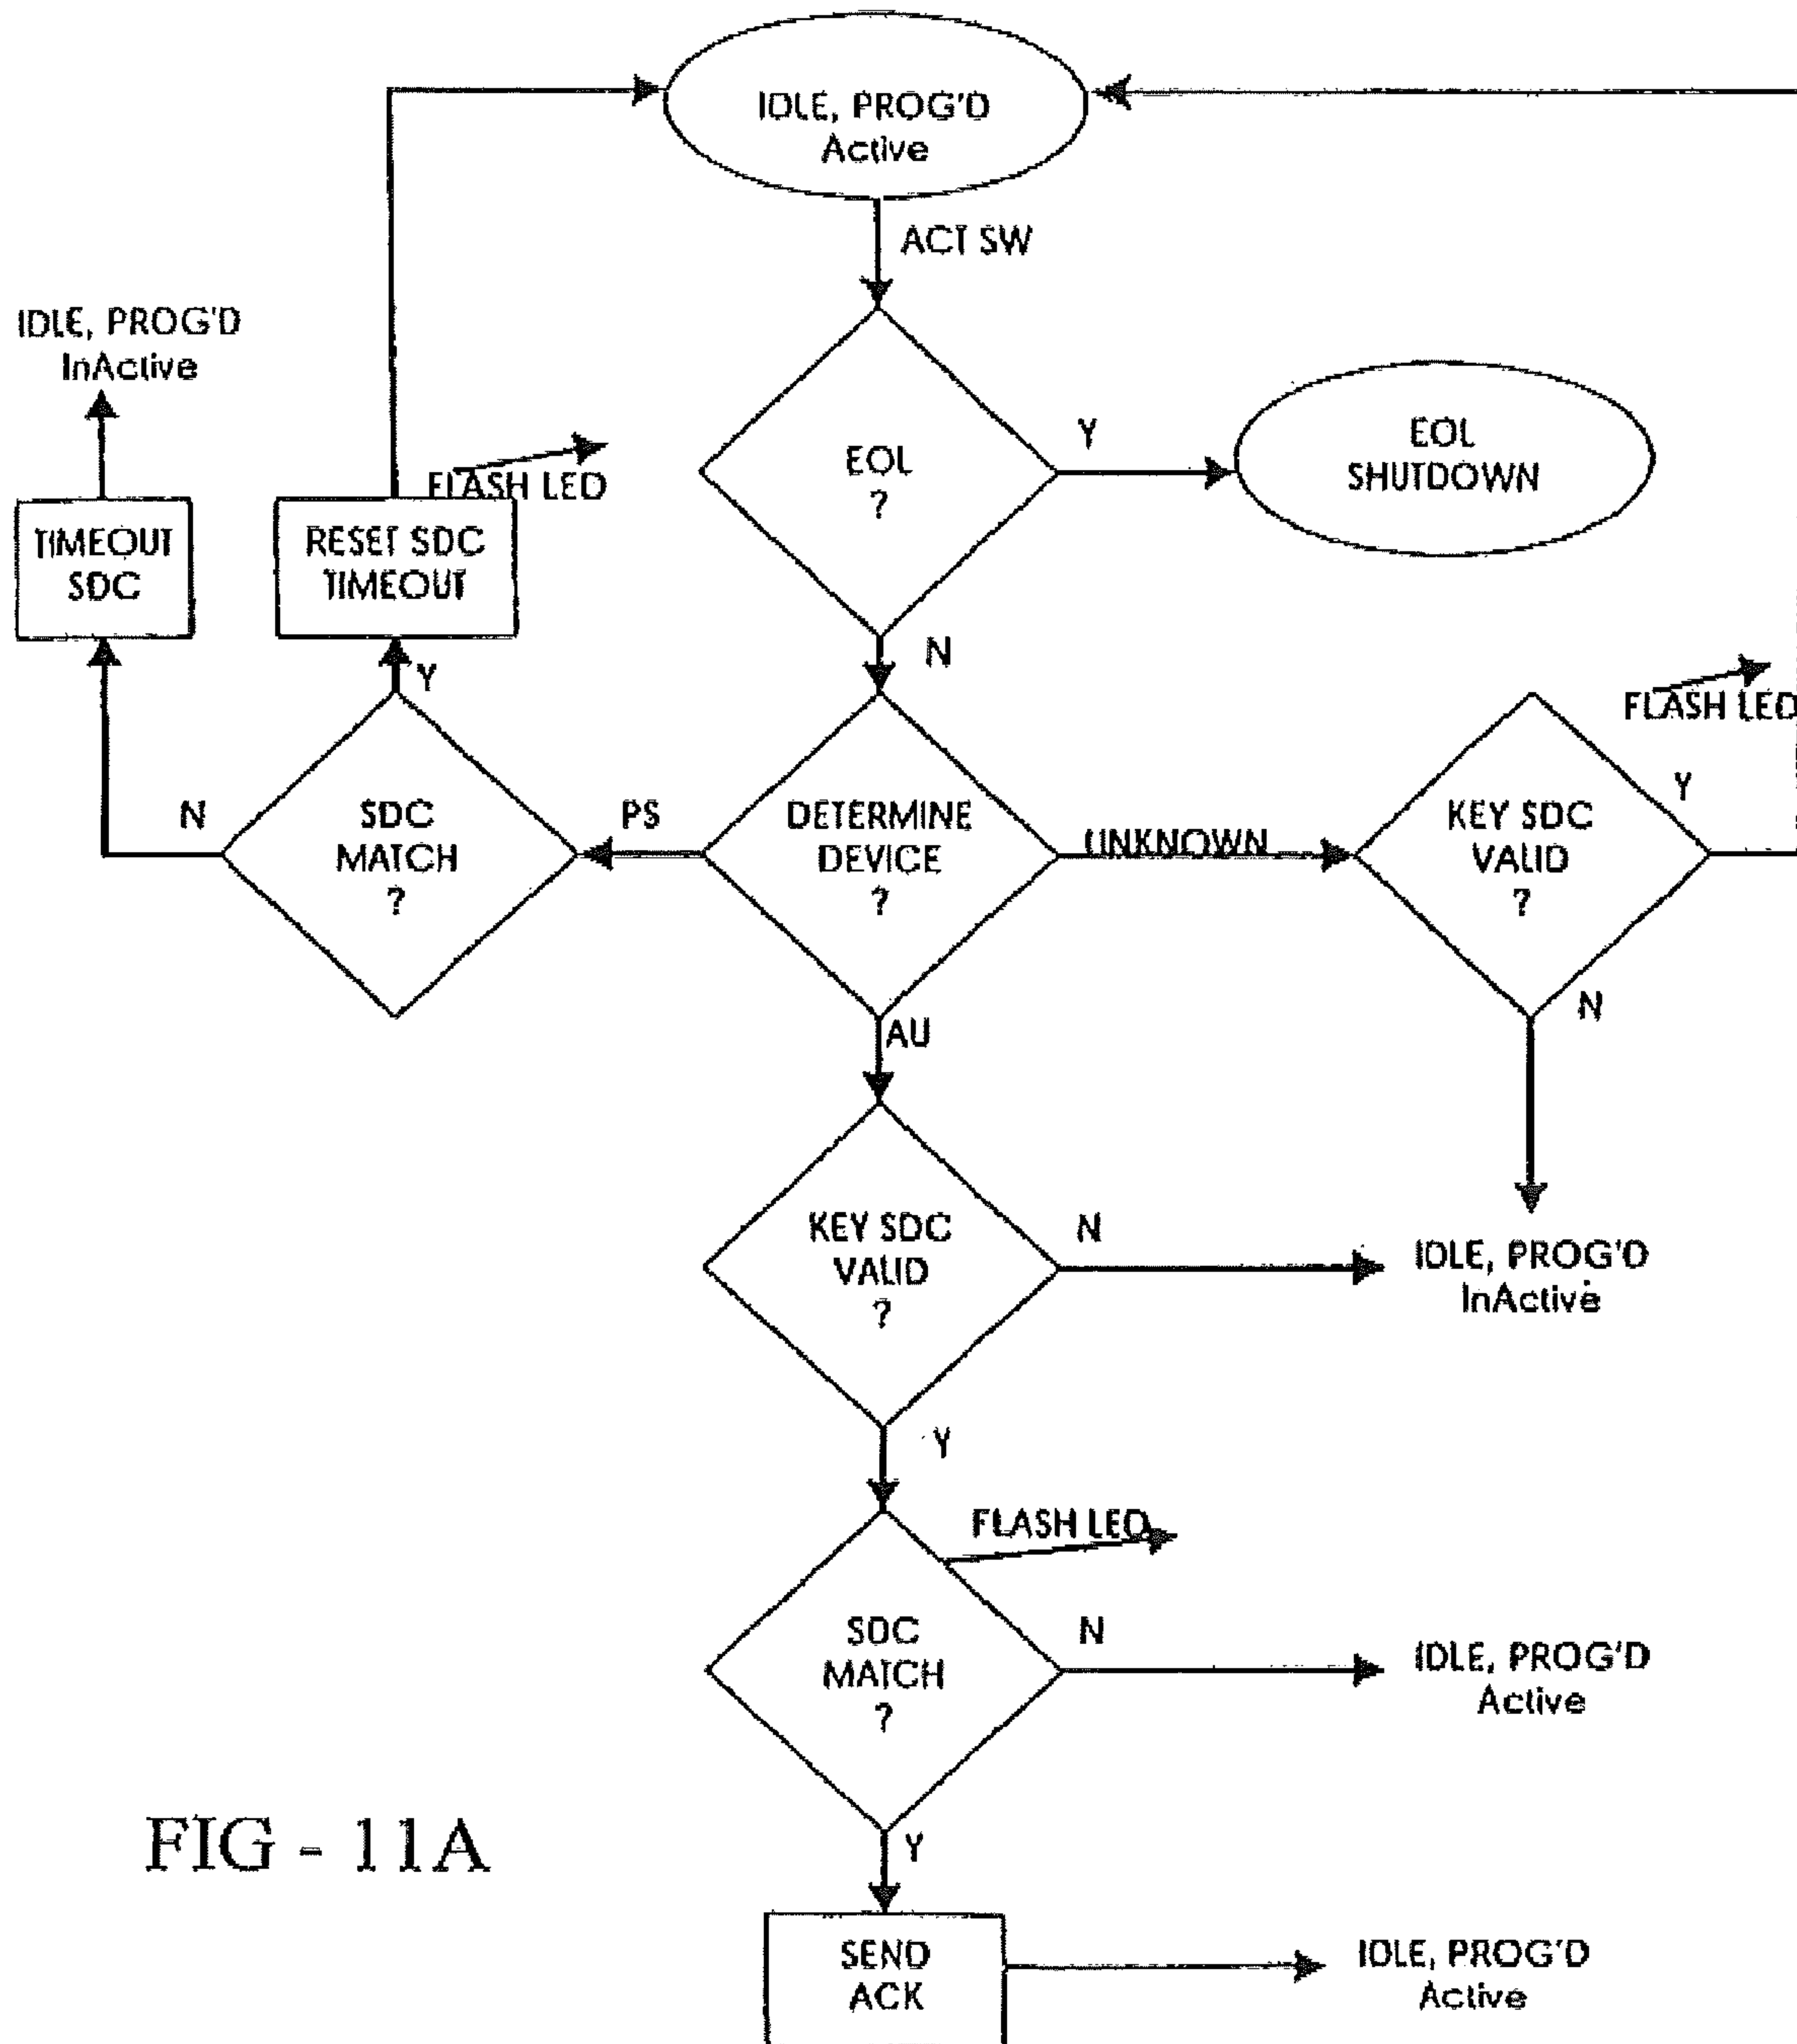 IDLE, PROG'D
Active
ACT SW
IDLE, PROG'D
InActive
EOL
?
Y
EOL
SHUTDOWN
FLASH LED
TIMEOUT
SDC
RESET SDC
TIMEOUT
N
Y
FLASH LED
N
SDC
MATCH
?
PS
DETERMINE
DEVICE
?
UNKNOWN
KEY SDC
VALID
?
Y
N
AU
KEY SDC
VALID
?
N
IDLE, PROG'D
InActive
Y
FLASH LED
SDC
MATCH
?
N
IDLE, PROG'D
Active
FIG - 11A
Y
SEND
ACK
IDLE, PROG'D
Active